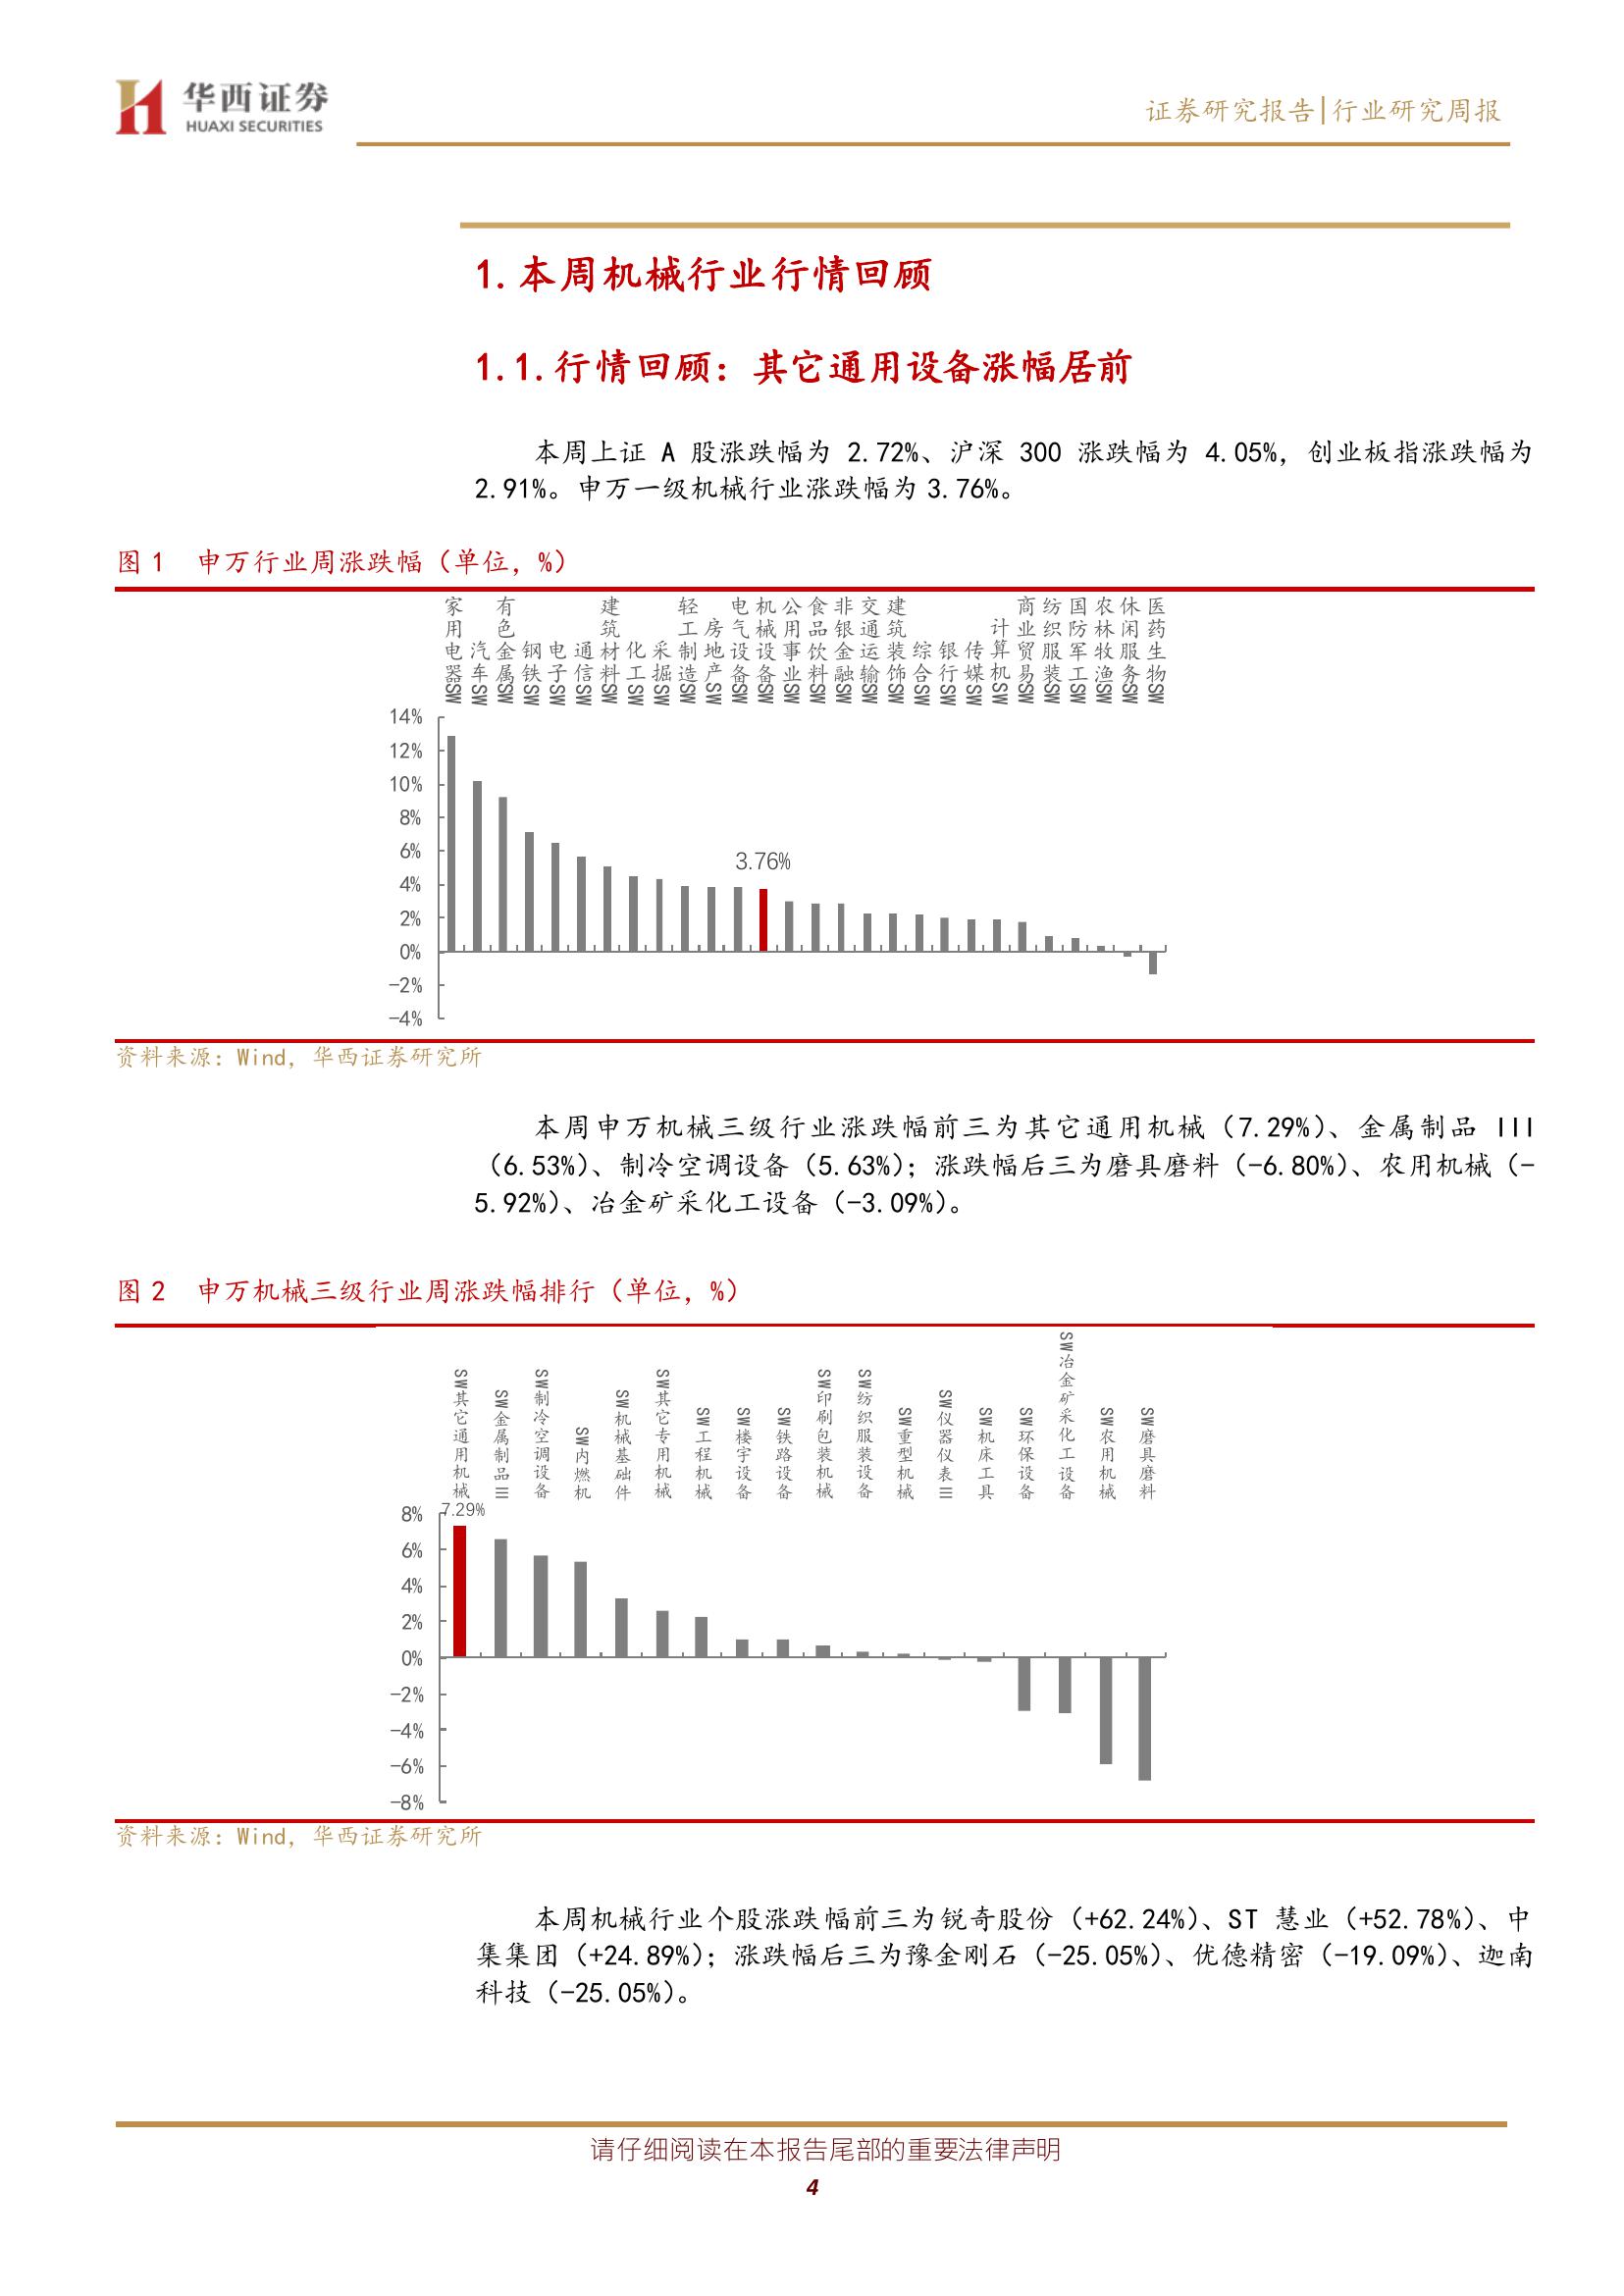 华西证券
HUAXI SECURITIES
证券研究报告|行业研究周报
1.本周机械行业行情回顾
1.1.行情回顾：其它通用设备涨幅居前
本周上证 A 股涨跌幅为 2.72%、沪深 300 涨跌幅为 4.05%，创业板指涨跌幅为
2.91%。申万一级机械行业涨跌幅为 3.76%。
图 1 申万行业周涨跌幅（单位，%）
家用电器SW
汽车SW
有色金属SW
钢铁SW
电子SW
通信SW
建筑材料SW
化工SW
采掘SW
轻工制造SW
房地产SW
电气设备SW
机械设备SW
公用事业SW
食品饮料SW
非银金融SW
交通运输SW
建筑装饰SW
综合SW
银行SW
传媒SW
计算机SW
商业贸易SW
纺织服装SW
国防军工SW
农林牧渔SW
休闲服务SW
医药生物SW
14%
12%
10%
8%
6%
4%
2%
0%
-2%
-4%
3.76%
资料来源：Wind，华西证券研究所
本周申万机械三级行业涨跌幅前三为其它通用机械（7.29%）、金属制品 III
（6.53%）、制冷空调设备（5.63%）；涨跌幅后三为磨具磨料（-6.80%）、农用机械（-
5.92%）、冶金矿采化工设备（-3.09%）。
图 2 申万机械三级行业周涨跌幅排行（单位，%）
SW其它通用机械
SW金属制品Ⅲ
SW制冷空调设备
SW内燃机
SW机械基础件
SW其它专用机械
SW工程机械
SW楼宇设备
SW铁路设备
SW印刷包装机械
SW纺织服装设备
SW重型机械
SW仪器仪表Ⅲ
SW机床工具
SW环保设备
SW冶金矿采化工设备
SW农用机械
SW磨具磨料
7.29%
8%
6%
4%
2%
0%
-2%
-4%
-6%
-8%
资料来源：Wind，华西证券研究所
本周机械行业个股涨跌幅前三为锐奇股份（+62.24%）、ST 慧业（+52.78%）、中
集集团（+24.89%）；涨跌幅后三为豫金刚石（-25.05%）、优德精密（-19.09%）、迦南
科技（-25.05%）。
请仔细阅读在本报告尾部的重要法律声明
4